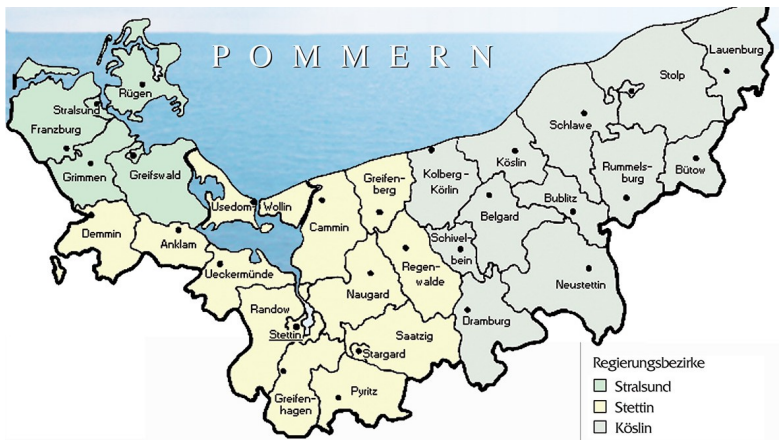 POMMERN
Lauenburg
Stolp
Rügen
Stralsund
Schlawe
Franzburg
Köslin
Rummels-
burg
Bütow
Grimmen
Greifswald
Greifen-
berg
Kolberg-
Körlin
Bublitz
Usedom-
Wollin
Belgard
Cammin
Demmin
Anklam
Schivel-
bein
Ueckermünde
Regen-
walde
Neustettin
Naugard
Randow
Dramburg
Stettin
Saatzig
Stargard
Greifen-
hagen
Pyritz
Regierungsbezirke
Stralsund
Stettin
Köslin